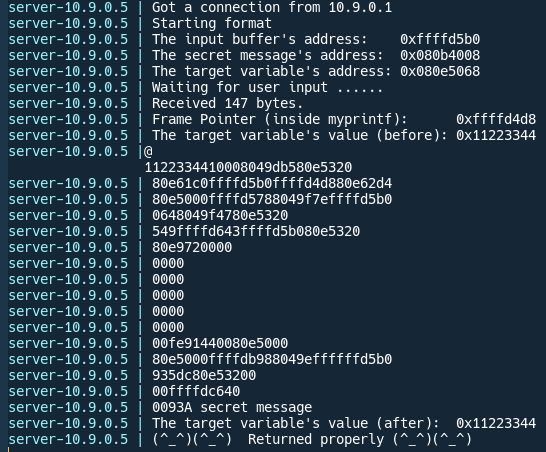 server-10.9.0.5 | Got a connection from 10.9.0.1
server-10.9.0.5 | Starting format
server-10.9.0.5 | The input buffer's address:    0xffffd5b0
server-10.9.0.5 | The secret message's address:  0x080b4008
server-10.9.0.5 | The target variable's address: 0x080e5068
server-10.9.0.5 | Waiting for user input ......
server-10.9.0.5 | Received 147 bytes.
server-10.9.0.5 | Frame Pointer (inside myprintf):      0xffffd4d8
server-10.9.0.5 | The target variable's value (before): 0x11223344
server-10.9.0.5 |@
1122334410008049db580e5320
server-10.9.0.5 | 80e61c0ffffd5b0ffffd4d880e62d4
server-10.9.0.5 | 80e5000ffffd5788049f7effffd5b0
server-10.9.0.5 | 0648049f4780e5320
server-10.9.0.5 | 549ffffd643ffffd5b080e5320
server-10.9.0.5 | 80e9720000
server-10.9.0.5 | 0000
server-10.9.0.5 | 0000
server-10.9.0.5 | 0000
server-10.9.0.5 | 0000
server-10.9.0.5 | 0000
server-10.9.0.5 | 00fe91440080e5000
server-10.9.0.5 | 80e5000ffffdb988049effffffd5b0
server-10.9.0.5 | 935dc80e53200
server-10.9.0.5 | 00ffffdc640
server-10.9.0.5 | 0093A secret message
server-10.9.0.5 | The target variable's value (after):  0x11223344
server-10.9.0.5 | (^_^)(^_^)  Returned properly (^_^)(^_^)